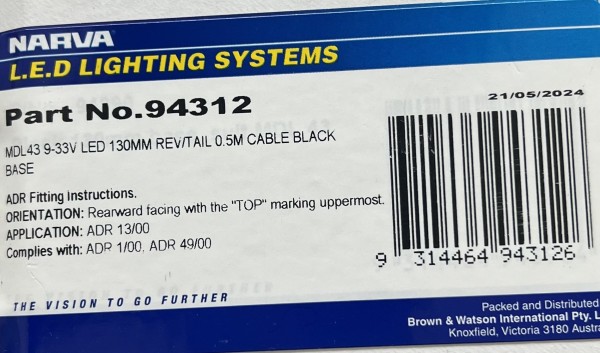 NARVA
L.E.D LIGHTING SYSTEMS
21/05/2024
Part No.94312
MDL43 9-33V LED 130MM REV/TAIL 0.5M CABLE BLACK
BASE
ADR Fitting Instructions.
ORIENTATION: Rearward facing with the "TOP" marking uppermost.
APPLICATION: ADR 13/00
Complies with: ADR 1/00, ADR 49/00
9 314464 943126
THE VISION TO GO FURTHER
Packed and Distributed
Brown & Watson International Pty. L
Knoxfield, Victoria 3180 Austra